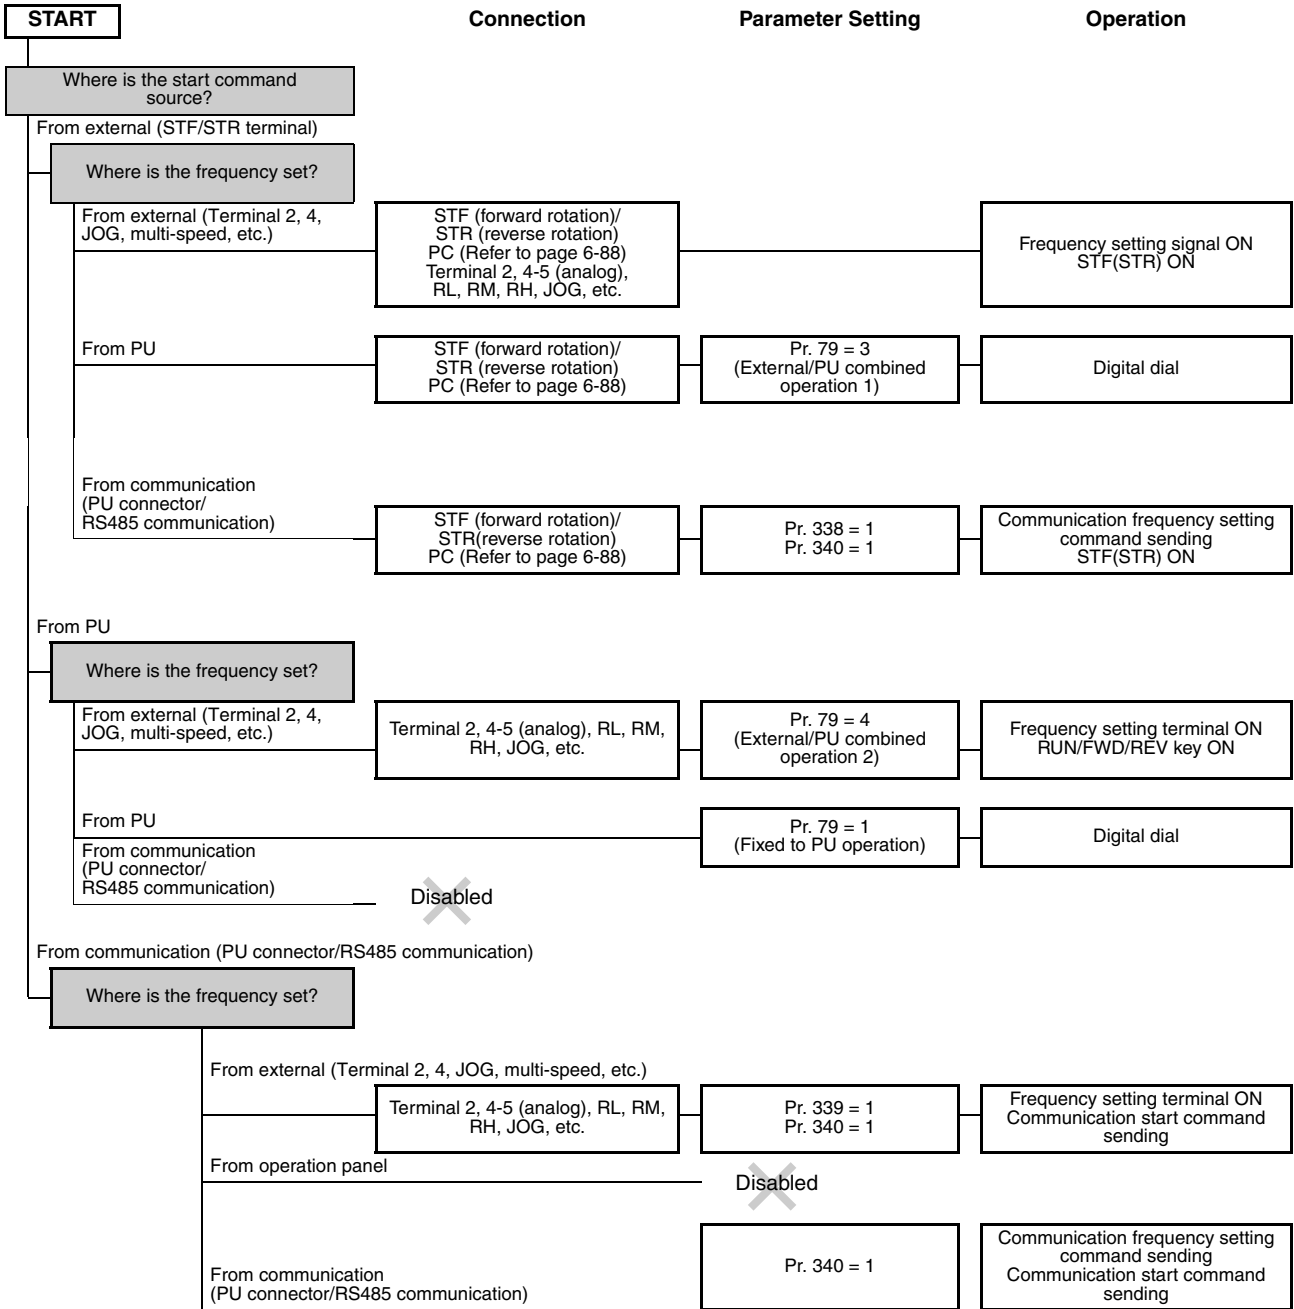 START
Connection
Parameter Setting
Operation
Where is the start command
source?
From external (STF/STR terminal)
Where is the frequency set?
From external (Terminal 2, 4,
JOG, multi-speed, etc.)
STF (forward rotation)/
STR (reverse rotation)
PC (Refer to page 6-88)
Terminal 2, 4-5 (analog),
RL, RM, RH, JOG, etc.
Frequency setting signal ON
STF(STR) ON
From PU
STF (forward rotation)/
STR (reverse rotation)
PC (Refer to page 6-88)
Pr. 79 = 3
(External/PU combined
operation 1)
Digital dial
From communication
(PU connector/
RS485 communication)
STF (forward rotation)/
STR(reverse rotation)
PC (Refer to page 6-88)
Pr. 338 = 1
Pr. 340 = 1
Communication frequency setting
command sending
STF(STR) ON
From PU
Where is the frequency set?
From external (Terminal 2, 4,
JOG, multi-speed, etc.)
Terminal 2, 4-5 (analog), RL, RM,
RH, JOG, etc.
Pr. 79 = 4
(External/PU combined
operation 2)
Frequency setting terminal ON
RUN/FWD/REV key ON
From PU
Pr. 79 = 1
(Fixed to PU operation)
Digital dial
From communication
(PU connector/
RS485 communication)
Disabled
From communication (PU connector/RS485 communication)
Where is the frequency set?
From external (Terminal 2, 4, JOG, multi-speed, etc.)
Terminal 2, 4-5 (analog), RL, RM,
RH, JOG, etc.
Pr. 339 = 1
Pr. 340 = 1
Frequency setting terminal ON
Communication start command
sending
From operation panel
Disabled
From communication
(PU connector/RS485 communication)
Pr. 340 = 1
Communication frequency setting
command sending
Communication start command
sending